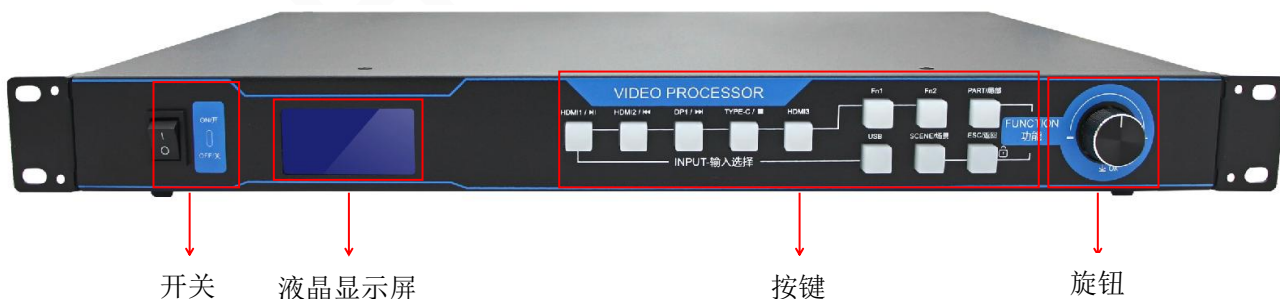 VIDEO PROCESSOR
Fn1
Fn2
PART/局部
ON/开
OFF/关
HDMI1 / ⏯
HDMI2 / ⏮
DP1 / ⏭
TYPE-C / ■
HDMI3
USB
SCENE/场景
ESC/返回
FUNCTION
功能
INPUT-输入选择
OK
I
O
开关
液晶显示屏
按键
旋钮